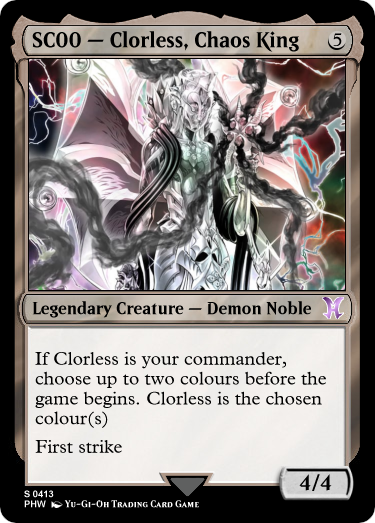 SC00 — Clorless, Chaos King 5
Legendary Creature — Demon Noble
If Clorless is your commander,
choose up to two colours before the
game begins. Clorless is the chosen
colour(s)
First strike
4/4
S 0413
PHW Yu-Gi-Oh Trading Card Game